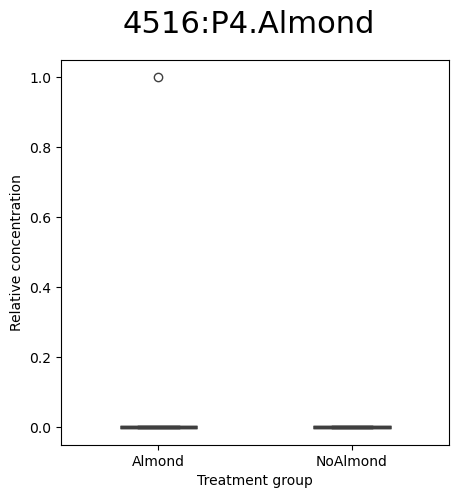 4516:P4.Almond
1.0
0.8
0.6
0.4
0.2
0.0
Relative concentration
Almond
NoAlmond
Treatment group